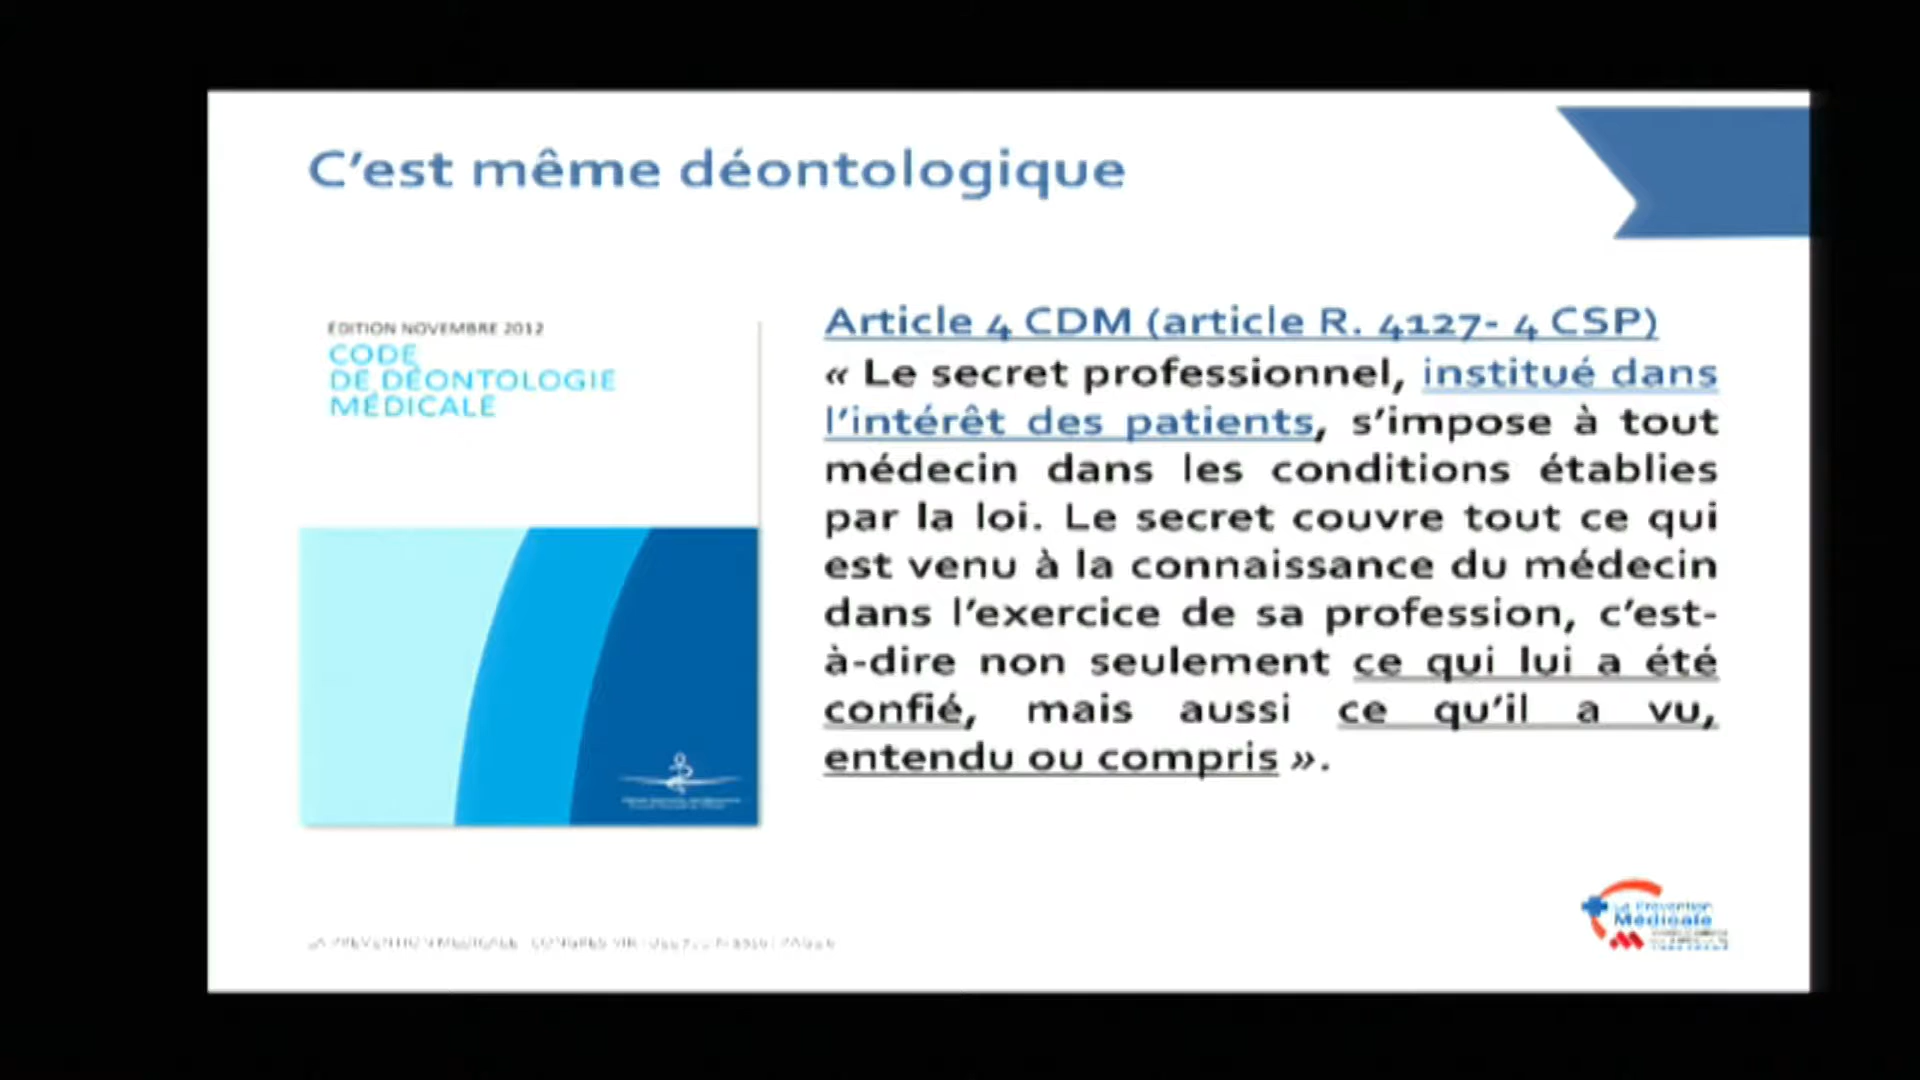 C’est même déontologique
ÉDITION NOVEMBRE 2012
CODE
DE DÉONTOLOGIE
MÉDICALE
Article 4 CDM (article R. 4127- 4 CSP)
« Le secret professionnel, institué dans
l’intérêt des patients, s’impose à tout
médecin dans les conditions établies
par la loi. Le secret couvre tout ce qui
est venu à la connaissance du médecin
dans l’exercice de sa profession, c’est-
à-dire non seulement ce qui lui a été
confié, mais aussi ce qu’il a vu,
entendu ou compris ».
La Prévention
Médicale